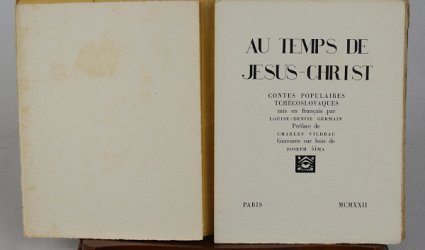 AU TEMPS DE
JESUS-CHRIST
CONTES POPULAIRES
TCHÉCOSLOVAQUES
mis en français par
LOUISE-DENISE GERMAIN
Préface de
CHARLES VILDRAC
Gravures sur bois de
JOSEPH ŠIMA
PARIS MCMXXII